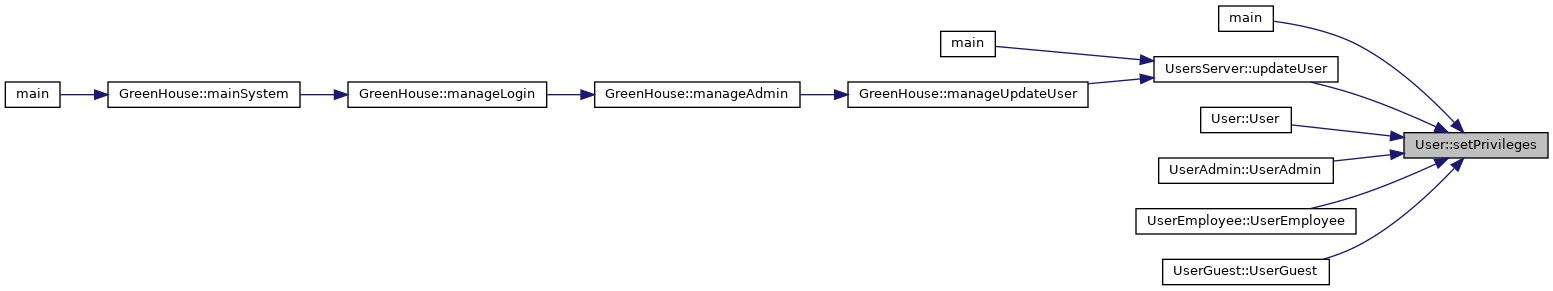 main
main
UsersServer::updateUser
main
GreenHouse::mainSystem
GreenHouse::manageLogin
GreenHouse::manageAdmin
GreenHouse::manageUpdateUser
User::User
User::setPrivileges
UserAdmin::UserAdmin
UserEmployee::UserEmployee
UserGuest::UserGuest